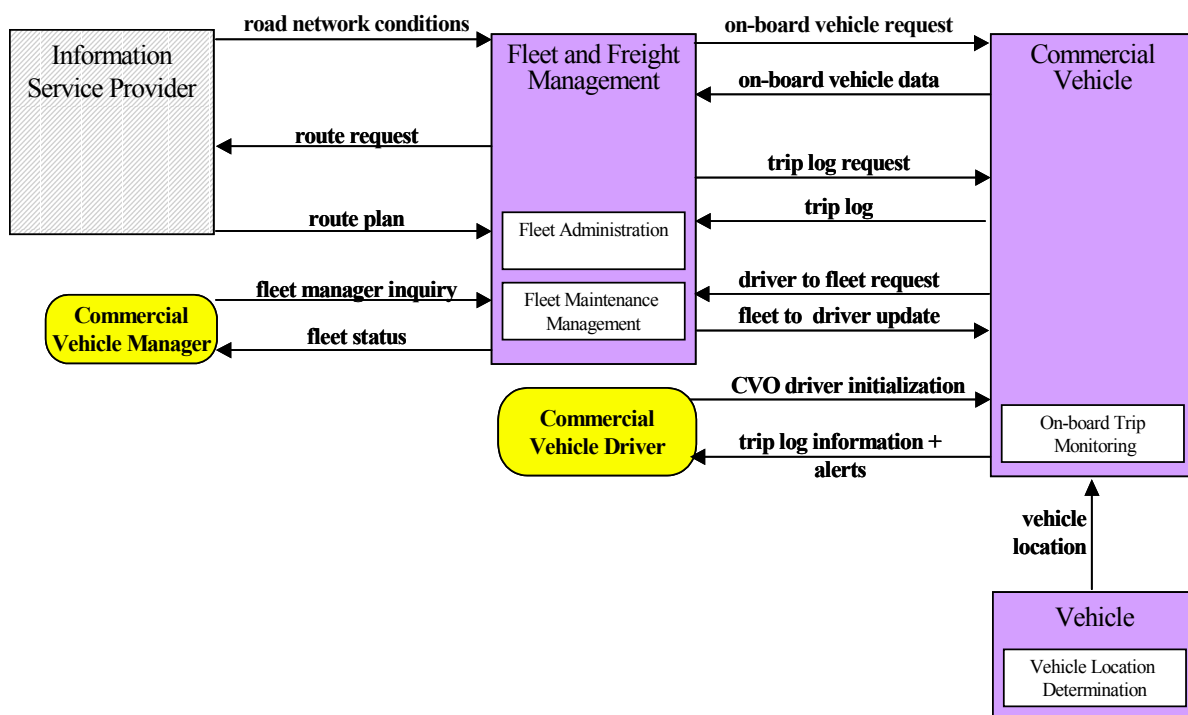 road network conditions
on-board vehicle request
Information
Service Provider
Fleet and Freight
Management
Commercial
Vehicle
on-board vehicle data
route request
trip log request
trip log
route plan
Fleet Administration
driver to fleet request
fleet manager inquiry
Fleet Maintenance
Management
Commercial
Vehicle Manager
fleet to driver update
fleet status
CVO driver initialization
Commercial
Vehicle Driver
On-board Trip
Monitoring
trip log information +
alerts
vehicle
location
Vehicle
Vehicle Location
Determination